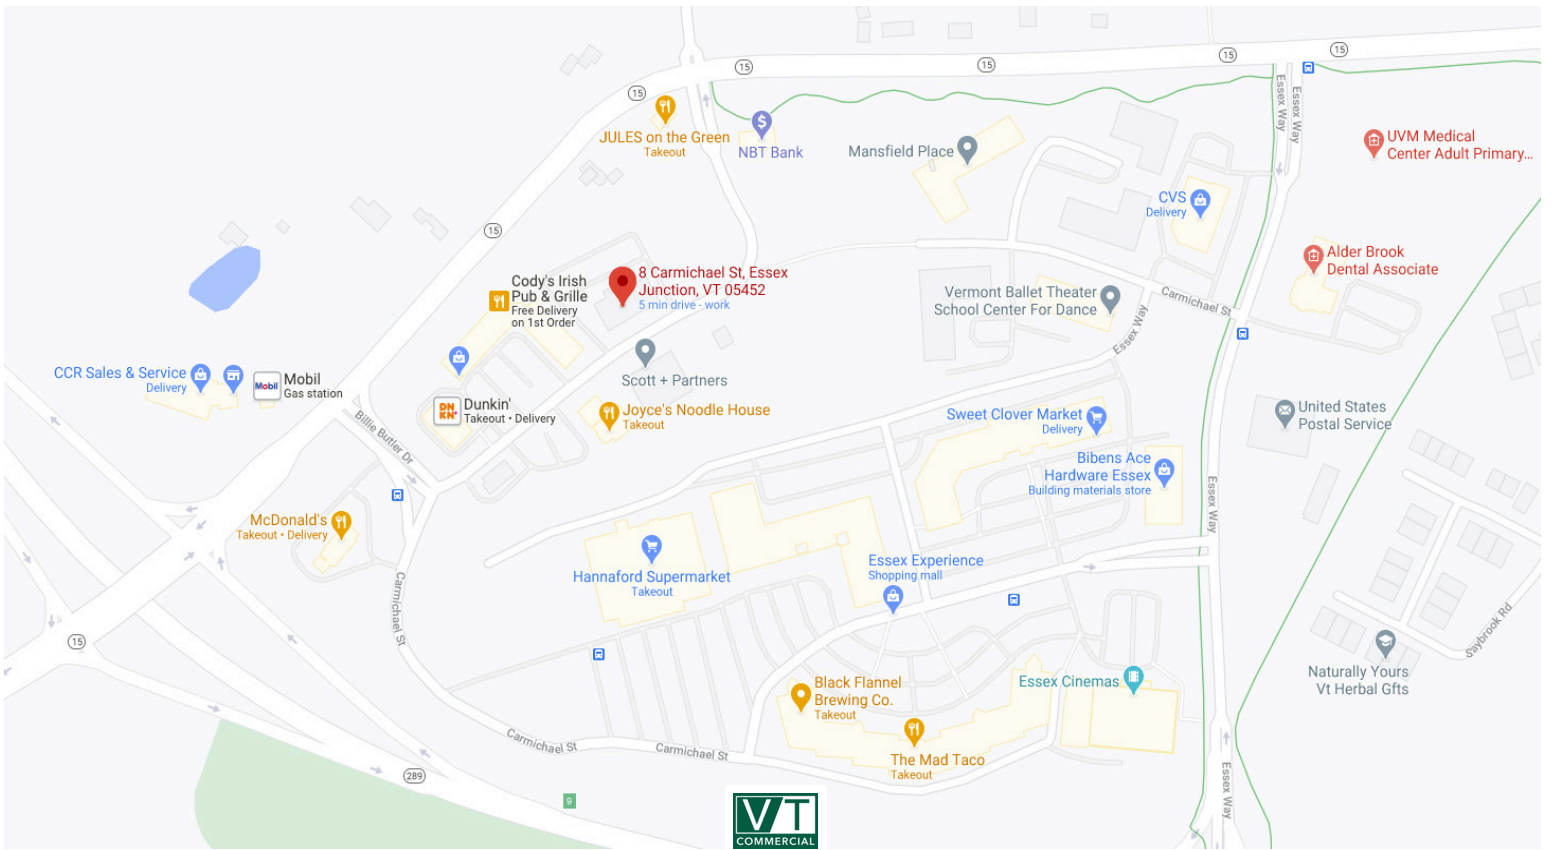 15
15
15
15
15
Essex Way
Essex Way
JULES on the Green
Takeout
$
NBT Bank
Mansfield Place
UVM Medical
Center Adult Primary...
CVS
Delivery
15
Cody's Irish
Pub & Grille
Free Delivery
on 1st Order
8 Carmichael St, Essex
Junction, VT 05452
5 min drive - work
Alder Brook
Dental Associate
Vermont Ballet Theater
School Center For Dance
Carmichael St
Essex Way
CCR Sales & Service
Delivery
Mobil
Mobil
Gas station
Scott + Partners
DN
KN'
Dunkin'
Takeout • Delivery
Joyce's Noodle House
Takeout
Billie Butler Dr
Sweet Clover Market
Delivery
United States
Postal Service
Bibens Ace
Hardware Essex
Building materials store
Essex Way
McDonald's
Takeout • Delivery
Hannaford Supermarket
Takeout
Essex Experience
Shopping mall
Carmichael St
15
Saybrook Rd
Naturally Yours
Vt Herbal Gfts
Black Flannel
Brewing Co.
Takeout
Essex Cinemas
The Mad Taco
Takeout
Carmichael St
Carmichael St
289
9
Essex Way
VT
COMMERCIAL